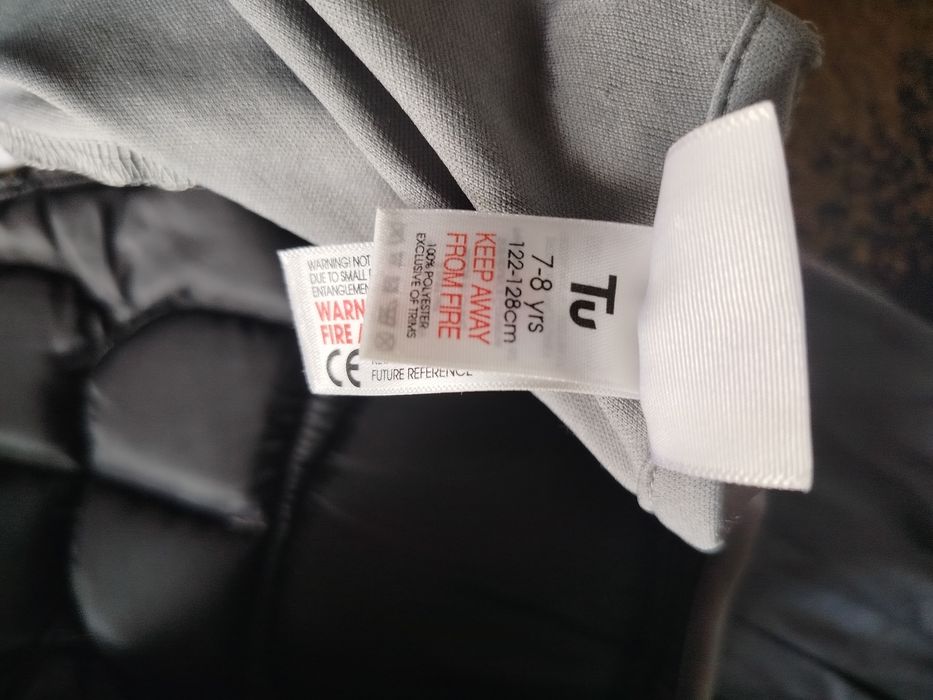 Tu
7-8 yrs
122-128cm
KEEP AWAY
FROM FIRE
100% POLYESTER
EXCLUSIVE OF TRIMS
WARNING! NOT
DUE TO SMALL
ENTANGLEMEN
WARN
FIRE
CE
FUTURE REFERENCE